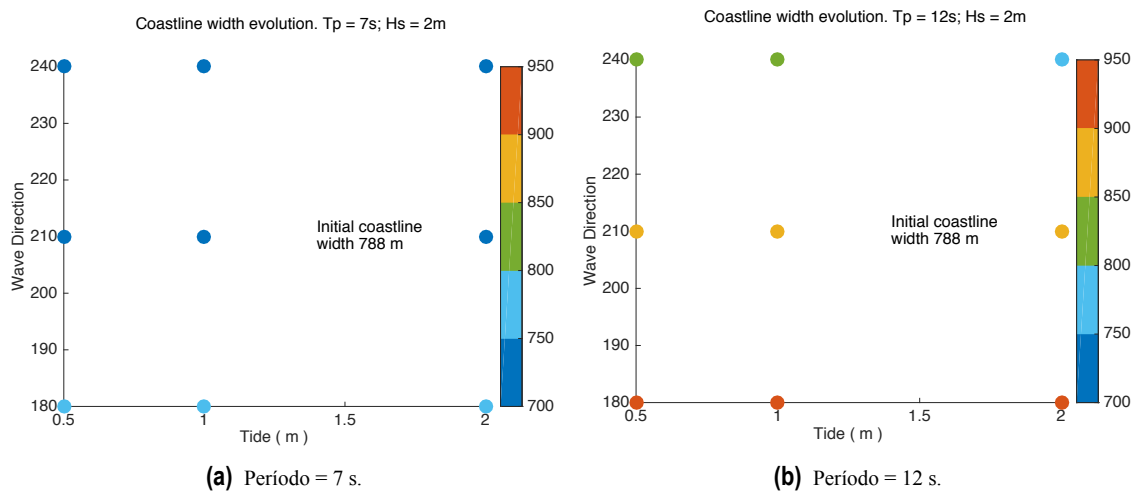 Coastline width evolution. Tp = 7s; Hs = 2m
240
230
220
210
200
190
180
Wave Direction
0.5
1
1.5
2
Tide ( m )
Initial coastline
width 788 m
950
900
850
800
750
700
(a) Período = 7 s.
Coastline width evolution. Tp = 12s; Hs = 2m
240
230
220
210
200
190
180
Wave Direction
0.5
1
1.5
2
Tide ( m )
Initial coastline
width 788 m
950
900
850
800
750
700
(b) Período = 12 s.